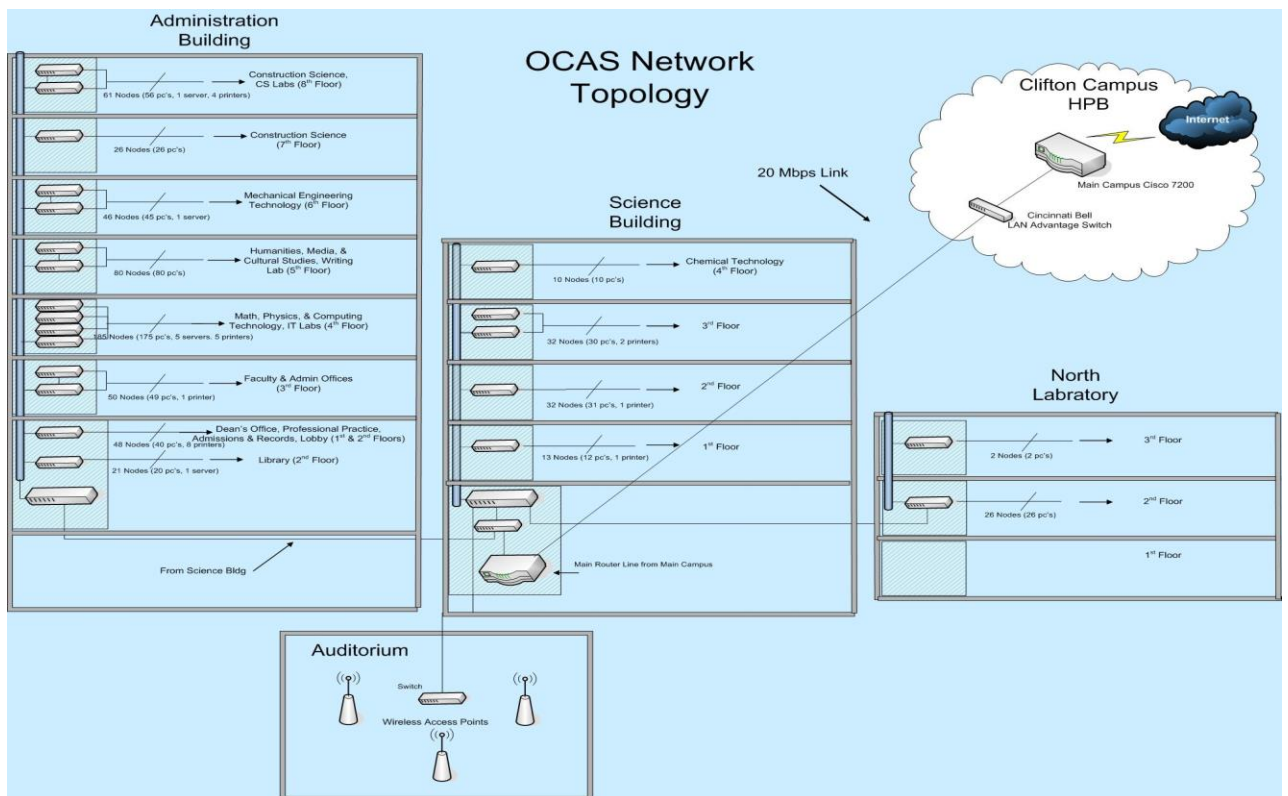 Administration
Building
Construction Science,
CS Labs (8th Floor)
61 Nodes (56 pc's, 1 server, 4 printers)
Construction Science
(7th Floor)
26 Nodes (26 pc's)
Mechanical Engineering
Technology (6th Floor)
46 Nodes (45 pc's, 1 server)
Humanities, Media, &
Cultural Studies, Writing
Lab (5th Floor)
80 Nodes (80 pc's)
Math, Physics, & Computing
Technology, IT Labs (4th Floor)
185 Nodes (175 pc's, 5 servers. 5 printers)
Faculty & Admin Offices
(3rd Floor)
50 Nodes (49 pc's, 1 printer)
Dean's Office, Professional Practice,
Admissions & Records, Lobby (1st & 2nd Floors)
48 Nodes (40 pc's, 8 printers)
Library (2nd Floor)
21 Nodes (20 pc's, 1 server)
From Science Bldg
OCAS Network
Topology
Science
Building
Chemical Technology
(4th Floor)
10 Nodes (10 pc's)
3rd Floor
32 Nodes (30 pc's, 2 printers)
2nd Floor
32 Nodes (31 pc's, 1 printer)
1st Floor
13 Nodes (12 pc's, 1 printer)
Main Router Line from Main Campus
20 Mbps Link
Clifton Campus
HPB
Internet
Main Campus Cisco 7200
Cincinnati Bell
LAN Advantage Switch
North
Labratory
3rd Floor
2 Nodes (2 pc's)
2nd Floor
26 Nodes (26 pc's)
1st Floor
Auditorium
Switch
Wireless Access Points